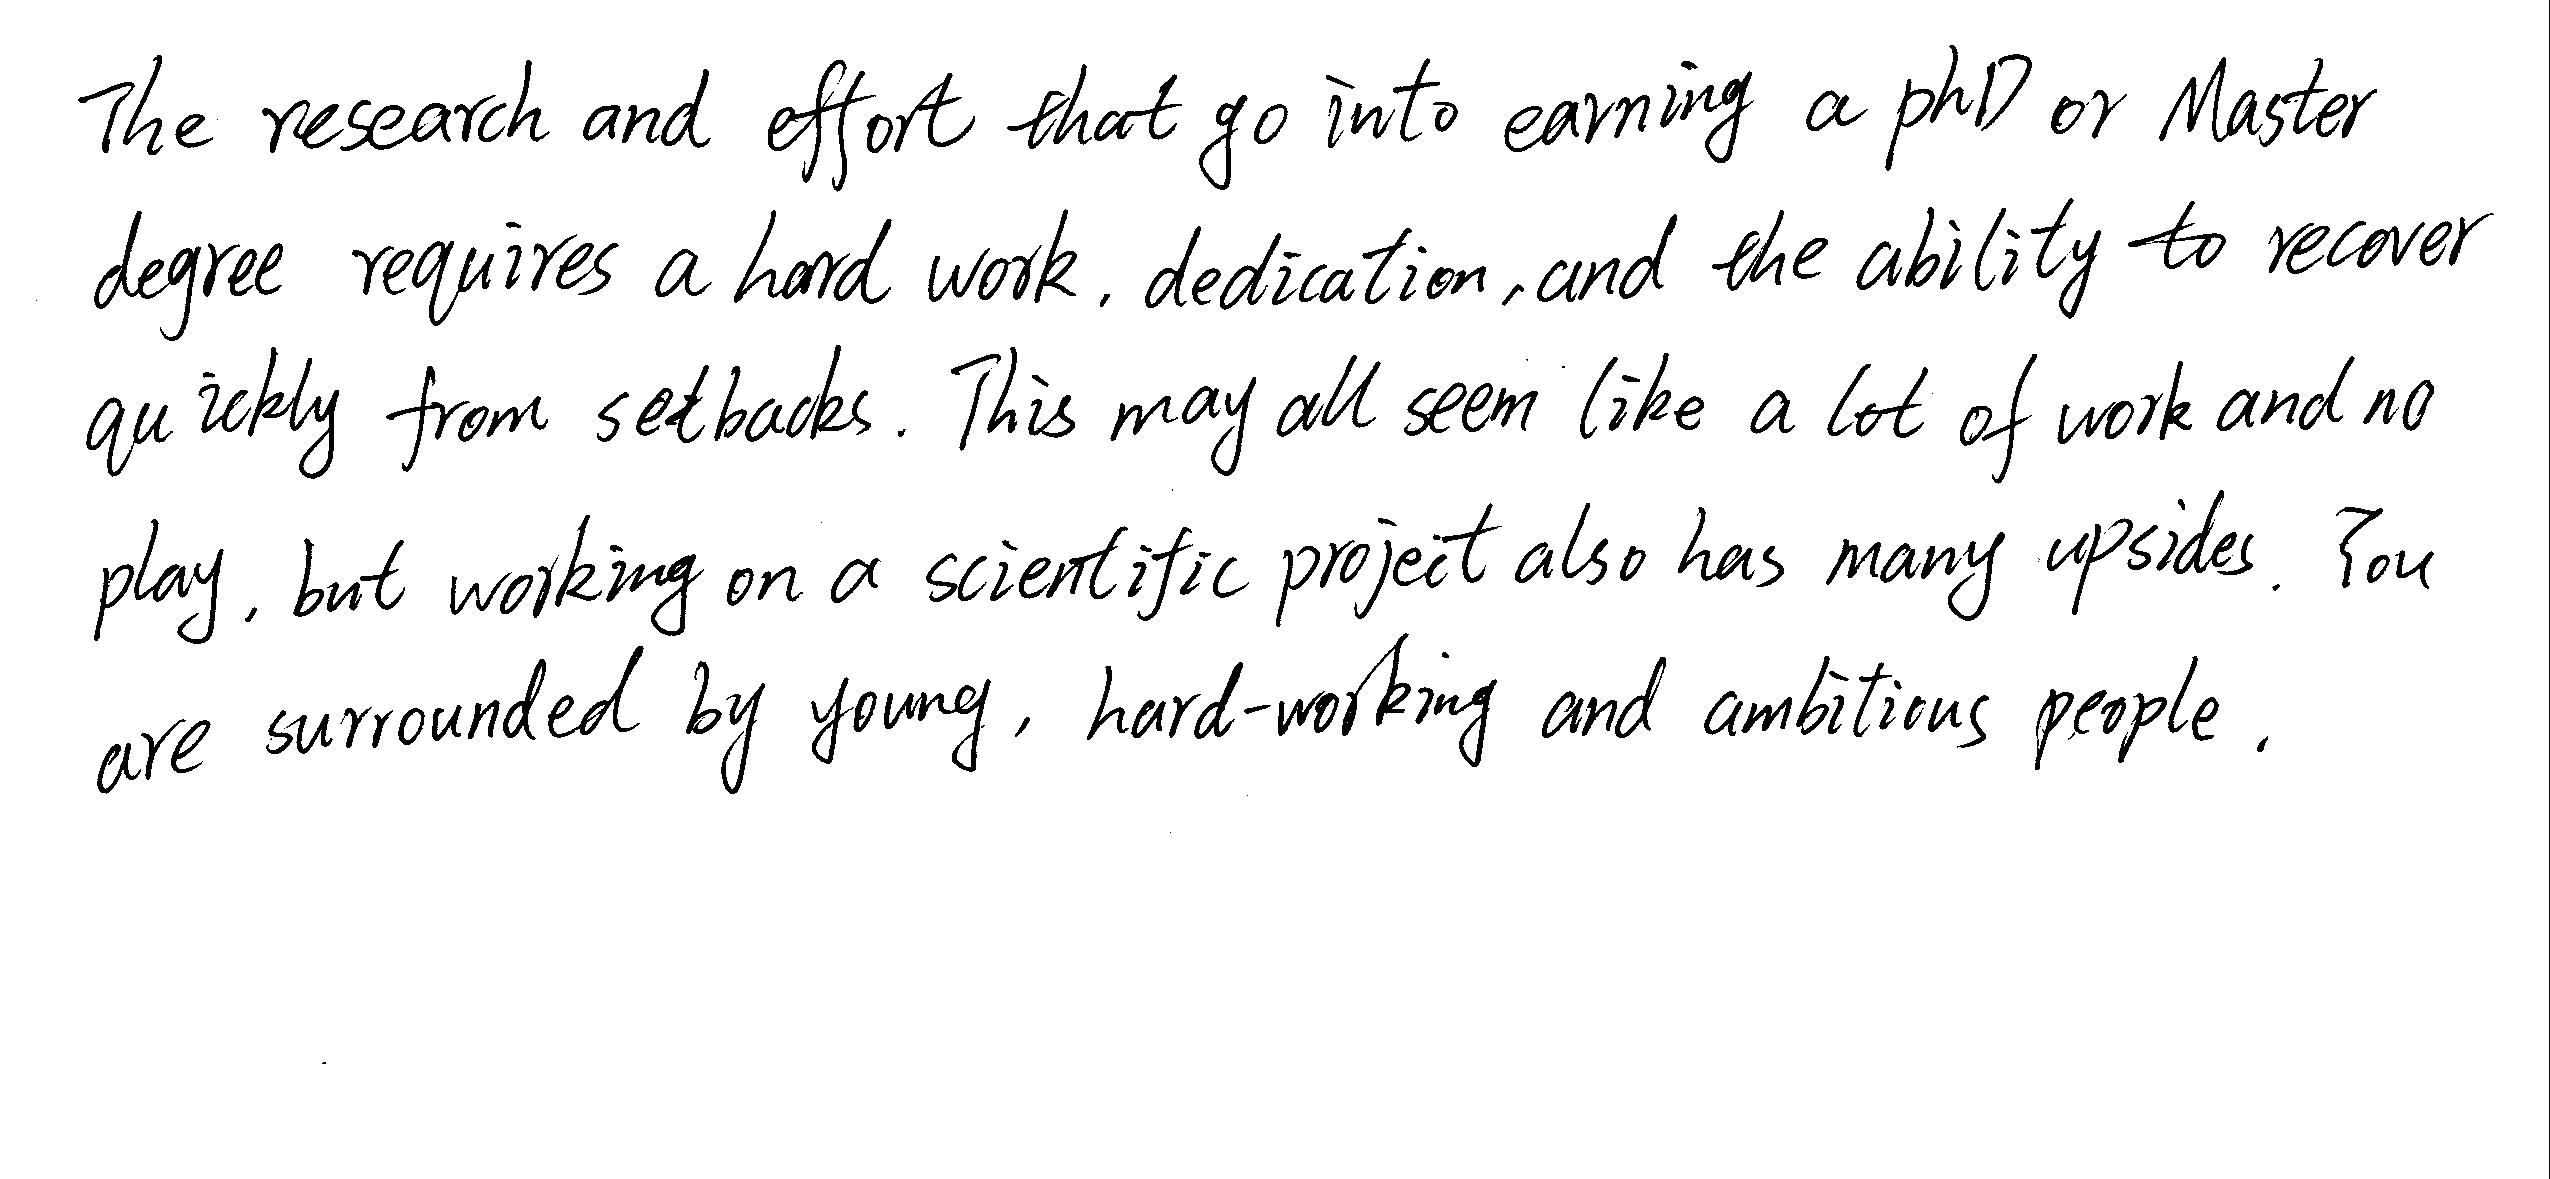 The research and effort that go into earning a phD or Master
degree requires a hard work, dedication, and the ability to recover
quickly from setbacks. This may all seem like a lot of work and no
play, but working on a scientific project also has many upsides. You
are surrounded by young, hard-working and ambitious people.